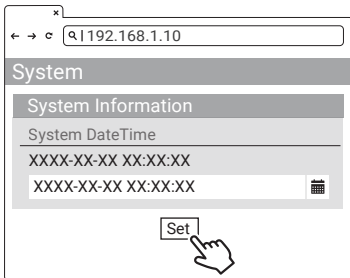 192.168.1.10
System
System Information
System DateTime
XXXX-XX-XX XX:XX:XX
XXXX-XX-XX XX:XX:XX
Set